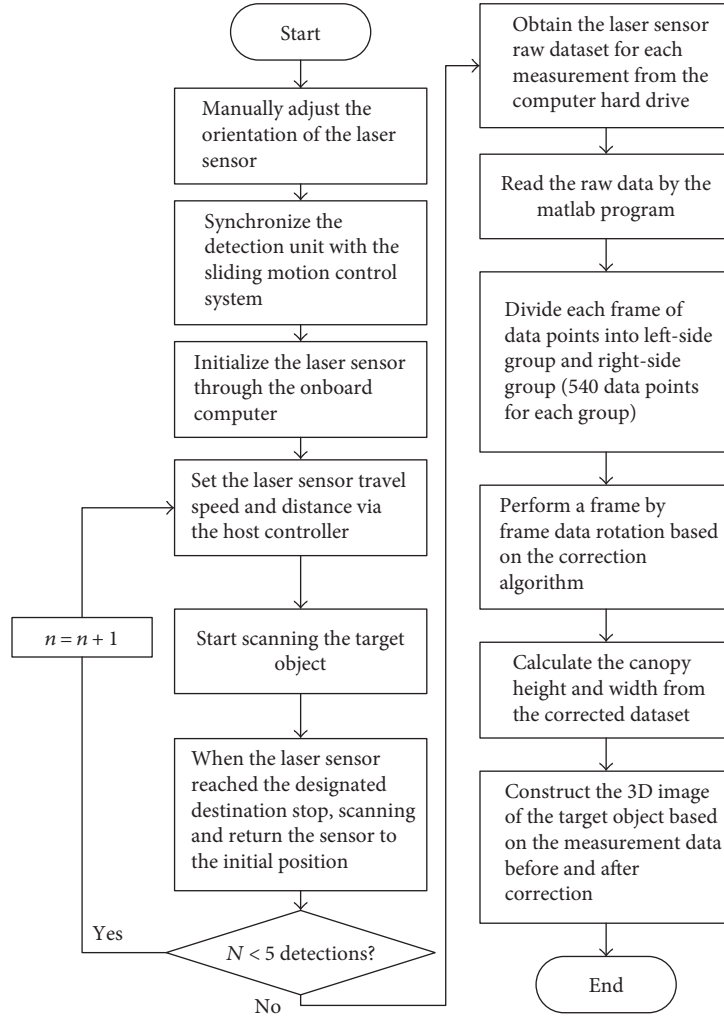 Start
Manually adjust the
orientation of the laser
sensor
Synchronize the
detection unit with the
sliding motion control
system
Initialize the laser sensor
through the onboard
computer
Set the laser sensor travel
speed and distance via
the host controller
n = n + 1
Start scanning the target
object
When the laser sensor
reached the designated
destination stop, scanning
and return the sensor to
the initial position
Yes
N < 5 detections?
No
Obtain the laser sensor
raw dataset for each
measurement from the
computer hard drive
Read the raw data by the
matlab program
Divide each frame of
data points into left-side
group and right-side
group (540 data points
for each group)
Perform a frame by
frame data rotation based
on the correction
algorithm
Calculate the canopy
height and width from
the corrected dataset
Construct the 3D image
of the target object based
on the measurement data
before and after
correction
End